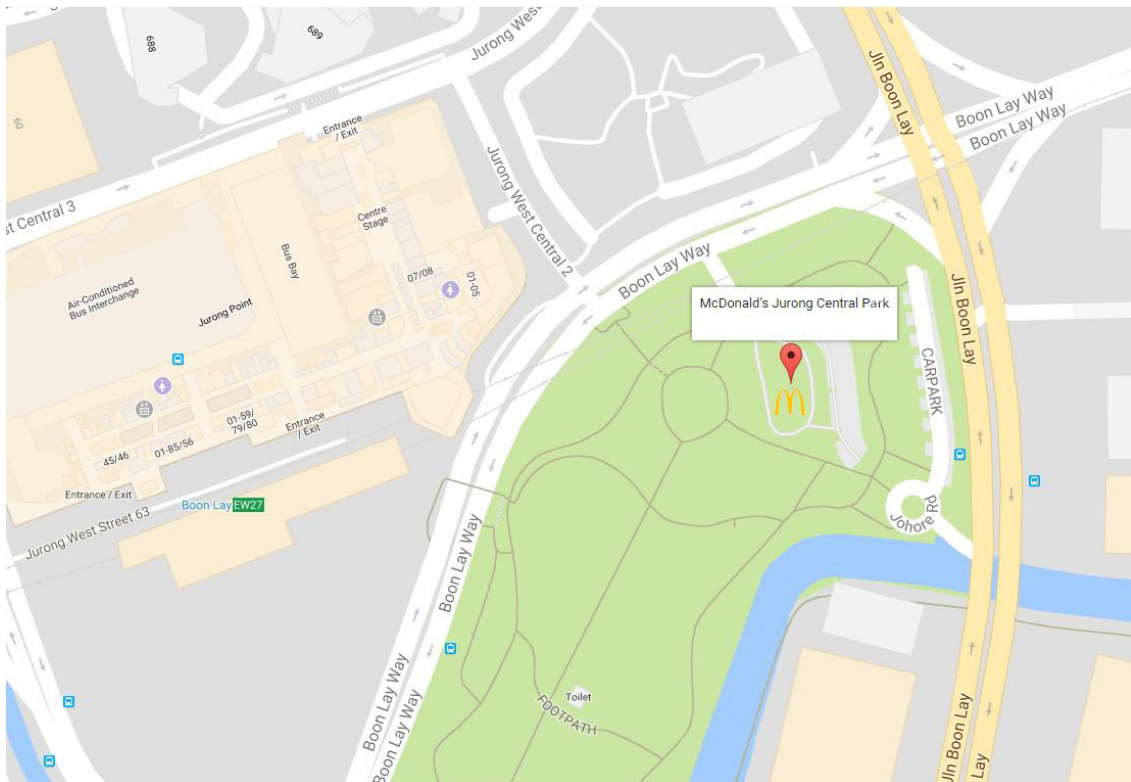 688
689
Jurong Wes
60
Entrance
/ Exit
Jln Boon Lay
Boon Lay Way
Boon Lay Way
Jurong West Central 2
st Central 3
Centre
Stage
Bus Bay
Boon Lay Way
07/08
01-05
Air-Conditioned
Bus Interchange
Jurong Point
McDonald's Jurong Central Park
Jln Boon Lay
CARPARK
01-59/
79/80
Entrance
/ Exit
01-85/56
45/46
Entrance / Exit
Boon Lay EW27
Johore Rd
Jurong West Street 63
Boon Lay Way
Toilet
FOOTPATH
Boon Lay Way
Boon Lay Way
Jln Boon Lay
Lay